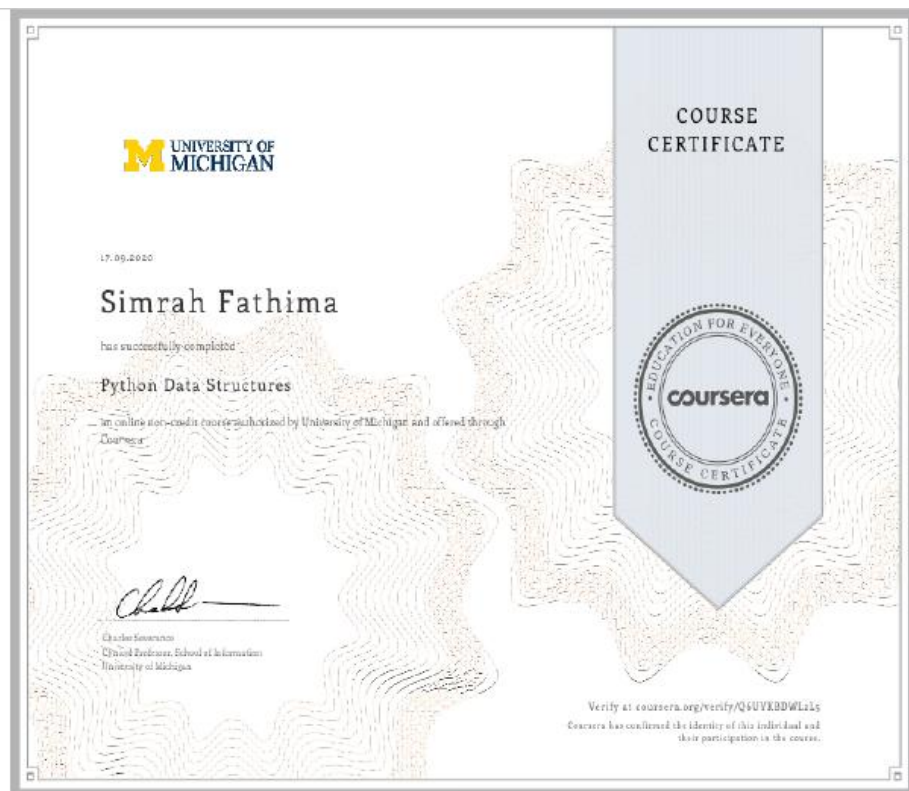 UNIVERSITY OF
MICHIGAN
COURSE
CERTIFICATE
17.09.2020
Simrah Fathima
has successfully completed
Python Data Structures
an online non-credit course authorized by University of Michigan and offered through
Coursera
EDUCATION FOR EVERYONE
coursera
COURSE CERTIFICATE
Charles Severance
Clinical Professor, School of Information
University of Michigan
Verify at coursera.org/verify/
Coursera has confirmed the identity of this individual and
their participation in the course.